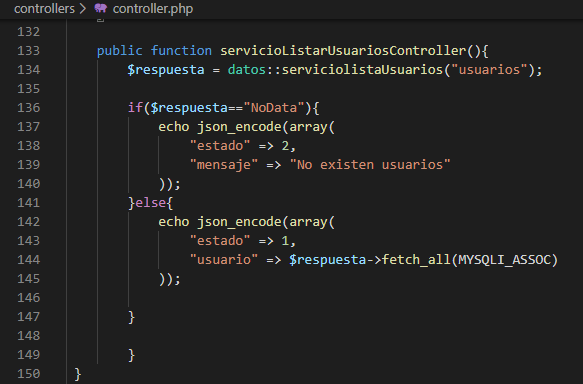 controllers > controller.php
132
133 public function servicioListarUsuariosController(){
134 $respuesta = datos::serviciolistaUsuarios("usuarios");
135
136 if($respuesta=="NoData"){
137 echo json_encode(array(
138 "estado" => 2,
139 "mensaje" => "No existen usuarios"
140 ));
141 }else{
142 echo json_encode(array(
143 "estado" => 1,
144 "usuario" => $respuesta->fetch_all(MYSQLI_ASSOC)
145 ));
146
147 }
148
149 }
150 }